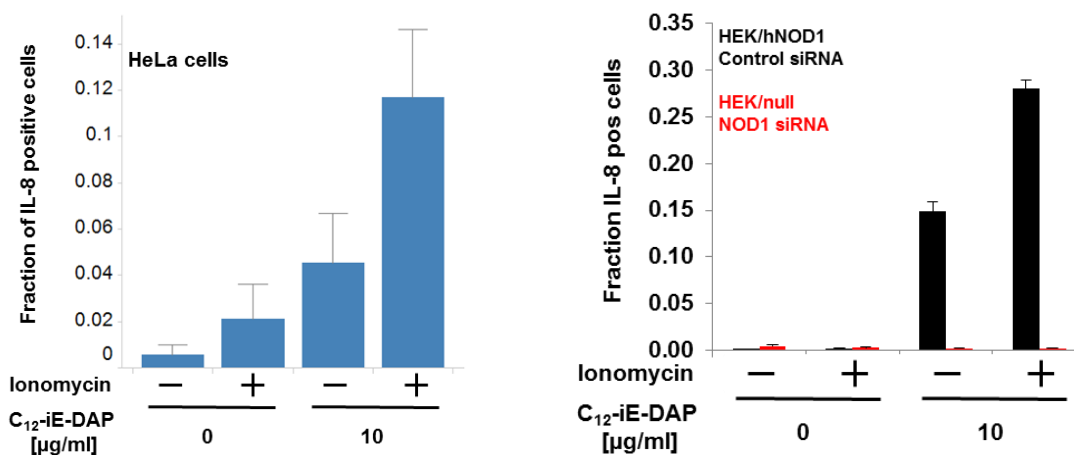 0.14
0.12
0.1
0.08
0.06
0.04
0.02
0
Fraction of IL-8 positive cells
HeLa cells
Ionomycin
− + − +
C12-iE-DAP
[µg/ml]
0 10
0.35
0.30
0.25
0.20
0.15
0.10
0.05
0.00
Fraction IL-8 pos cells
HEK/hNOD1
Control siRNA
HEK/null
NOD1 siRNA
Ionomycin
− + − +
C12-iE-DAP
[µg/ml]
0 10